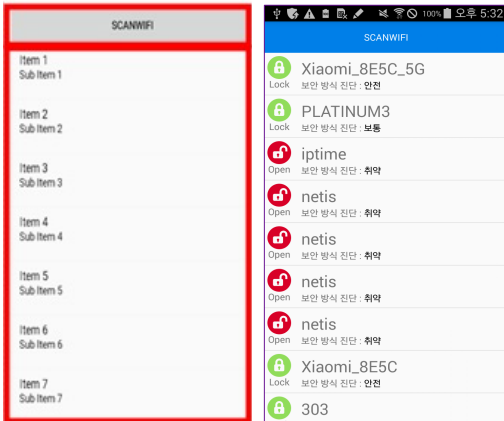 SCANWIFI
Item 1
Sub Item 1
Item 2
Sub Item 2
Item 3
Sub Item 3
Item 4
Sub Item 4
Item 5
Sub Item 5
Item 6
Sub Item 6
Item 7
Sub Item 7
100% 오후 5:32
SCANWIFI
Xiaomi_8E5C_5G
Lock 보안 방식 진단 : 안전
PLATINUM3
Lock 보안 방식 진단 : 보통
iptime
Open 보안 방식 진단 : 취약
netis
Open 보안 방식 진단 : 취약
netis
Open 보안 방식 진단 : 취약
netis
Open 보안 방식 진단 : 취약
netis
Open 보안 방식 진단 : 취약
Xiaomi_8E5C
Lock 보안 방식 진단 : 안전
303